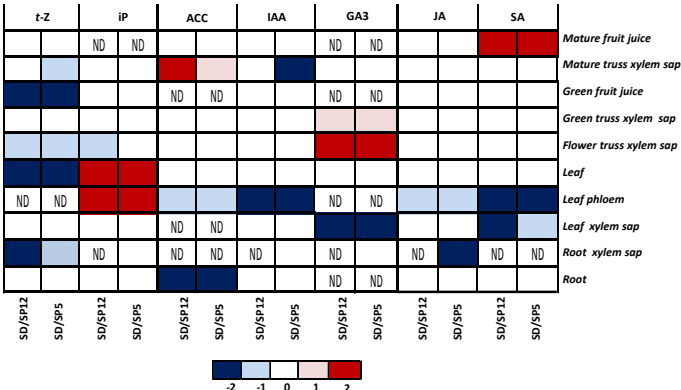 t-Z iP ACC IAA GA3 JA SA
ND ND ND ND Mature fruit juice
Mature truss xylem sap
ND ND ND ND Green fruit juice
Green truss xylem sap
Flower truss xylem sap
Leaf
ND ND ND ND Leaf phloem
ND ND Leaf xylem sap
ND ND ND ND ND ND ND ND Root xylem sap
ND ND Root
SD/SP12 SD/SP5 SD/SP12 SD/SP5 SD/SP12 SD/SP5 SD/SP12 SD/SP5 SD/SP12 SD/SP5 SD/SP12 SD/SP5 SD/SP12 SD/SP5
-2 -1 0 1 2